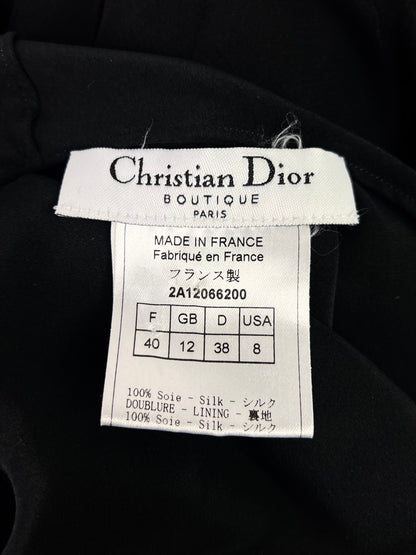 Christian Dior
BOUTIQUE
PARIS
MADE IN FRANCE
Fabriqué en France
フランス製
2A12066200
F GB D USA
40 12 38 8
100% Soie - Silk - シルク
DOUBLURE - LINING - 裏地
100% Soie - Silk - シルク